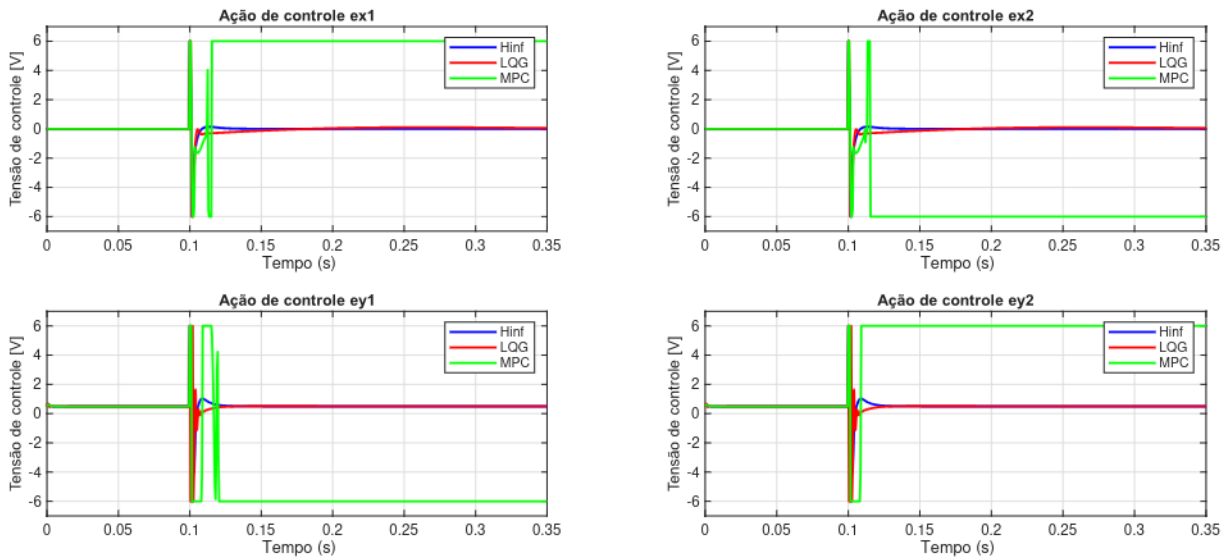 Ação de controle ex1
Tensão de controle [V]
6
4
2
0
-2
-4
-6
Hinf
LQG
MPC
0 0.05 0.1 0.15 0.2 0.25 0.3 0.35
Tempo (s)
Ação de controle ex2
Tensão de controle [V]
6
4
2
0
-2
-4
-6
Hinf
LQG
MPC
0 0.05 0.1 0.15 0.2 0.25 0.3 0.35
Tempo (s)
Ação de controle ey1
Tensão de controle [V]
6
4
2
0
-2
-4
-6
Hinf
LQG
MPC
0 0.05 0.1 0.15 0.2 0.25 0.3 0.35
Tempo (s)
Ação de controle ey2
Tensão de controle [V]
6
4
2
0
-2
-4
-6
Hinf
LQG
MPC
0 0.05 0.1 0.15 0.2 0.25 0.3 0.35
Tempo (s)